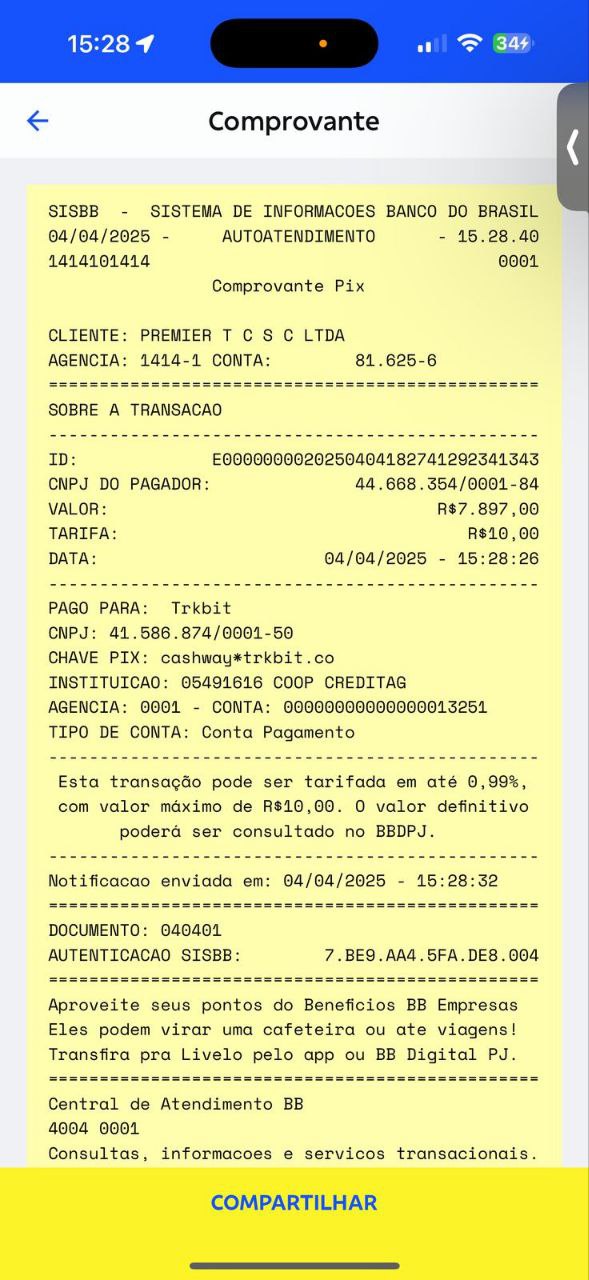 15:28
34
Comprovante
SISBB - SISTEMA DE INFORMACOES BANCO DO BRASIL
04/04/2025 - AUTOATENDIMENTO - 15.28.40
1414101414 0001
Comprovante Pix
CLIENTE: PREMIER T C S C LTDA
AGENCIA: 1414-1 CONTA: 81.625-6
================================================
SOBRE A TRANSACAO
------------------------------------------------
ID: E0000000020250404182741292341343
CNPJ DO PAGADOR: 44.668.354/0001-84
VALOR: R$7.897,00
TARIFA: R$10,00
DATA: 04/04/2025 - 15:28:26
------------------------------------------------
PAGO PARA: Trkbit
CNPJ: 41.586.874/0001-50
CHAVE PIX: cashway*trkbit.co
INSTITUICAO: 05491616 COOP CREDITAG
AGENCIA: 0001 - CONTA: 00000000000000013251
TIPO DE CONTA: Conta Pagamento
------------------------------------------------
Esta transação pode ser tarifada em até 0,99%,
com valor máximo de R$10,00. O valor definitivo
poderá ser consultado no BBDPJ.
------------------------------------------------
Notificacao enviada em: 04/04/2025 - 15:28:32
================================================
DOCUMENTO: 040401
AUTENTICACAO SISBB: 7.BE9.AA4.5FA.DE8.004
================================================
Aproveite seus pontos do Beneficios BB Empresas
Eles podem virar uma cafeteira ou ate viagens!
Transfira pra Livelo pelo app ou BB Digital PJ.
================================================
Central de Atendimento BB
4004 0001
Consultas, informacoes e servicos transacionais.
COMPARTILHAR